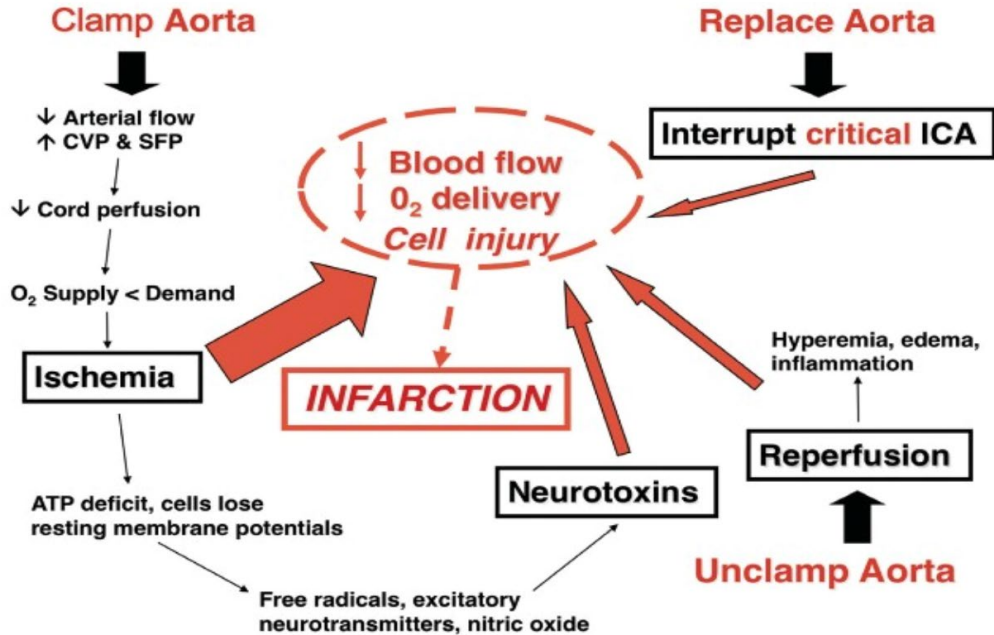 Clamp Aorta
↓ Arterial flow
↑ CVP & SFP
↓ Cord perfusion
O₂ Supply < Demand
Ischemia
ATP deficit, cells lose
resting membrane potentials
Free radicals, excitatory
neurotransmitters, nitric oxide
Neurotoxins
↓ Blood flow
↓ 0₂ delivery
Cell injury
INFARCTION
Replace Aorta
Interrupt critical ICA
Hyperemia, edema,
inflammation
Reperfusion
Unclamp Aorta